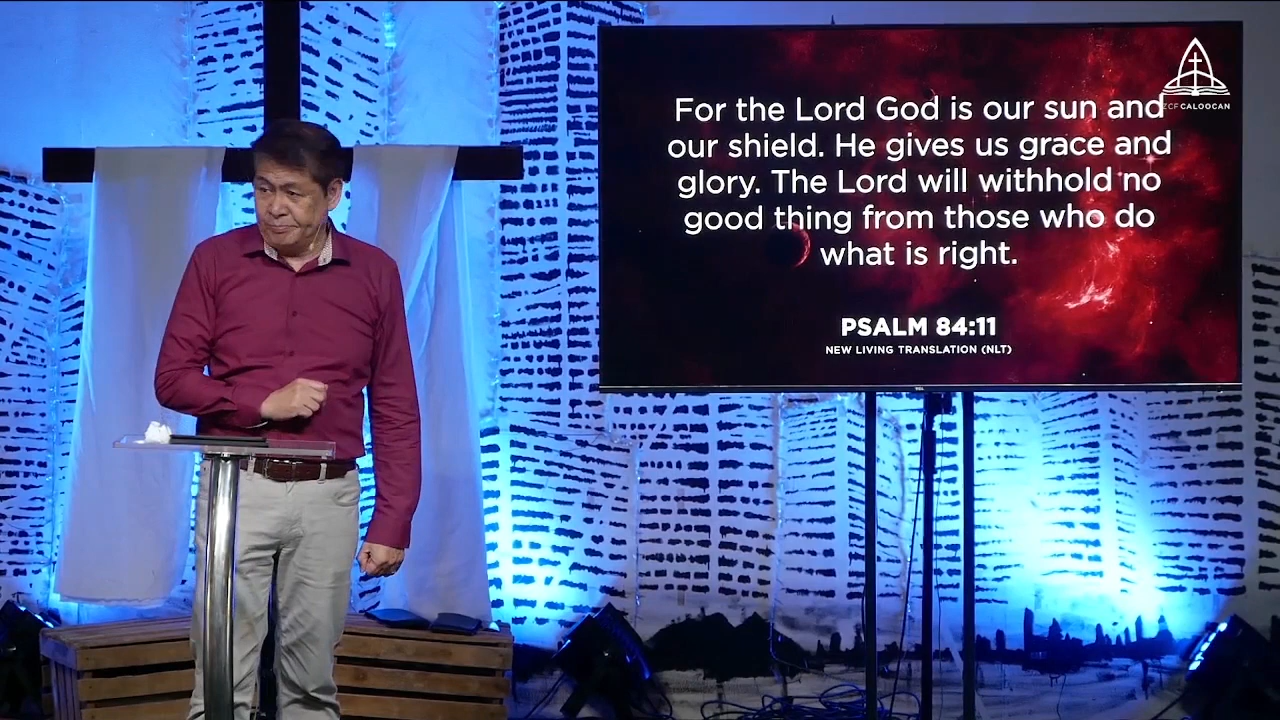 ZCF CALOOCAN
For the Lord God is our sun and
our shield. He gives us grace and
glory. The Lord will withhold no
good thing from those who do
what is right.
PSALM 84:11
NEW LIVING TRANSLATION (NLT)
TCL